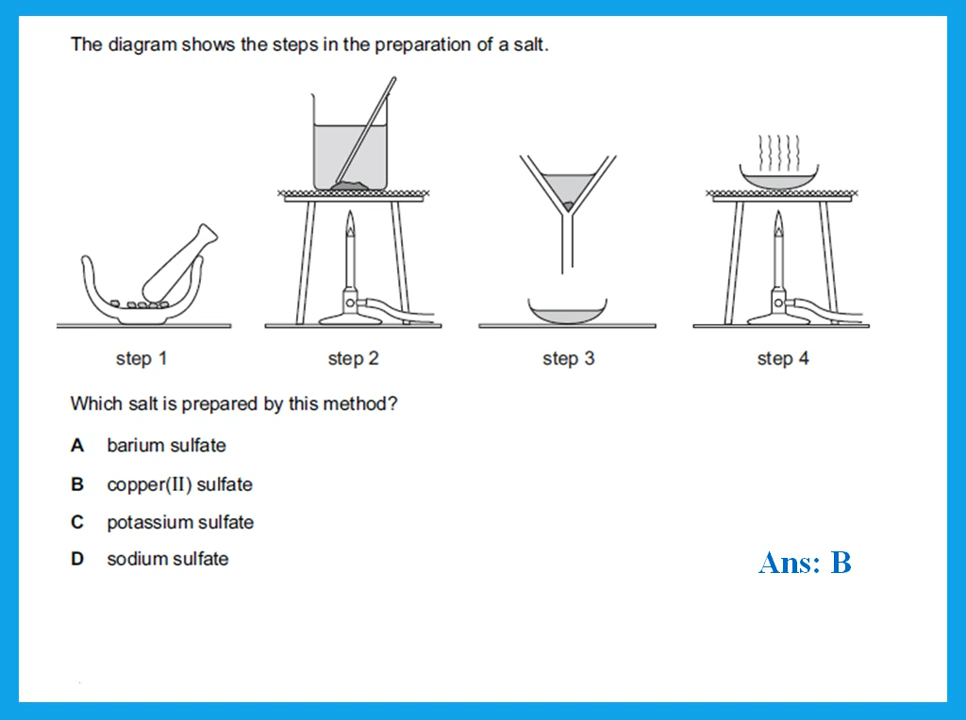 The diagram shows the steps in the preparation of a salt.
step 1
step 2
step 3
step 4
Which salt is prepared by this method?
A barium sulfate
B copper(II) sulfate
C potassium sulfate
D sodium sulfate
Ans: B